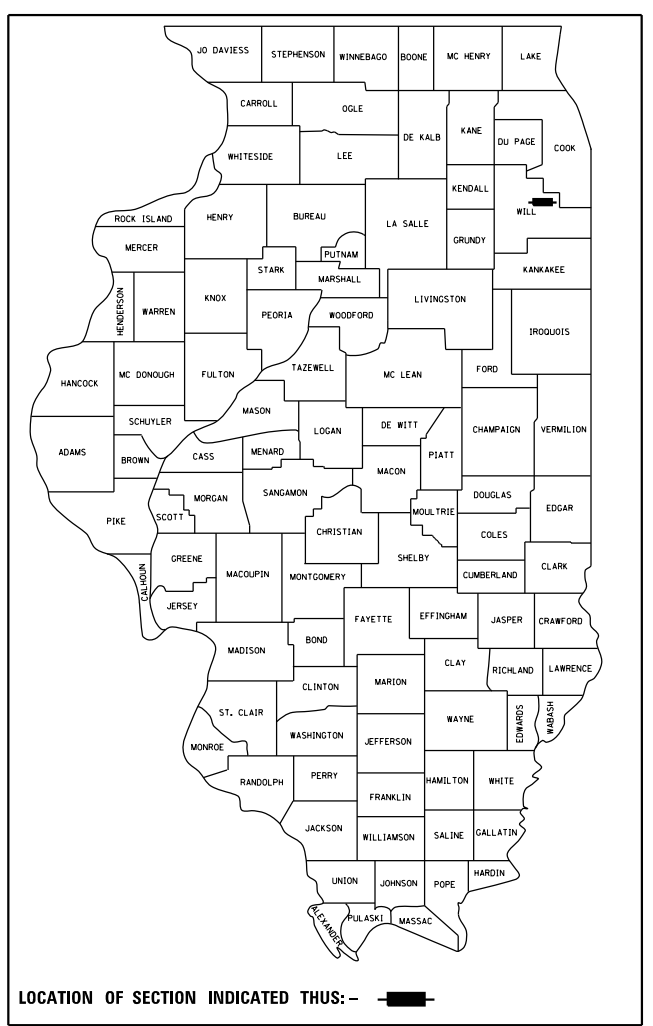 JO DAVIESS
STEPHENSON
WINNEBAGO
BOONE
MC HENRY
LAKE
CARROLL
OGLE
DE KALB
KANE
DU PAGE
COOK
WHITESIDE
LEE
KENDALL
ROCK ISLAND
HENRY
BUREAU
LA SALLE
WILL
MERCER
PUTNAM
GRUNDY
STARK
MARSHALL
KANKAKEE
HENDERSON
WARREN
KNOX
PEORIA
WOODFORD
LIVINGSTON
IROQUOIS
HANCOCK
MC DONOUGH
FULTON
TAZEWELL
MC LEAN
FORD
SCHUYLER
MASON
LOGAN
DE WITT
CHAMPAIGN
VERMILION
ADAMS
BROWN
CASS
MENARD
MACON
PIATT
MORGAN
SANGAMON
DOUGLAS
PIKE
SCOTT
CHRISTIAN
MOULTRIE
EDGAR
COLES
GREENE
MACOUPIN
MONTGOMERY
SHELBY
CUMBERLAND
CLARK
CALHOUN
JERSEY
FAYETTE
EFFINGHAM
JASPER
CRAWFORD
MADISON
BOND
CLAY
RICHLAND
LAWRENCE
CLINTON
MARION
ST. CLAIR
WAYNE
EDWARDS
WABASH
MONROE
WASHINGTON
JEFFERSON
RANDOLPH
PERRY
HAMILTON
WHITE
FRANKLIN
JACKSON
WILLIAMSON
SALINE
GALLATIN
UNION
JOHNSON
POPE
HARDIN
ALEXANDER
PULASKI
MASSAC
LOCATION OF SECTION INDICATED THUS: –